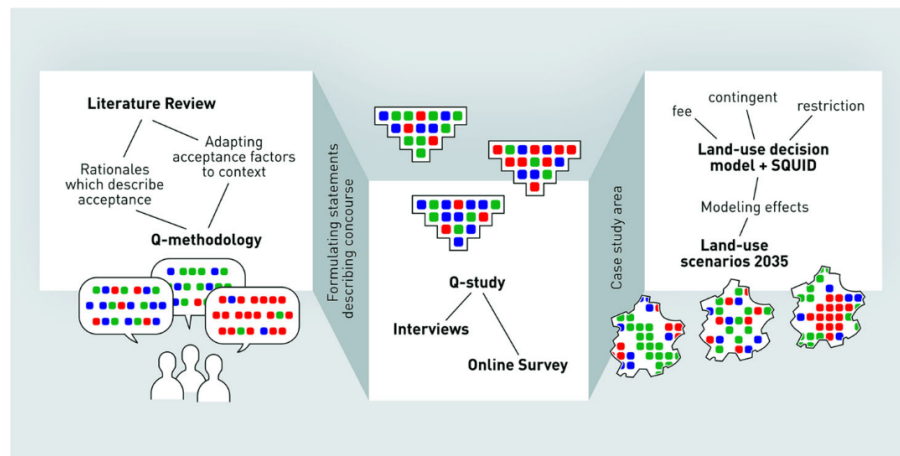 Literature Review
Rationales
which describe
acceptance
Adapting
acceptance factors
to context
Q-methodology
Formulating statements
describing concourse
Q-study
Interviews
Online Survey
Case study area
fee
contingent
restriction
Land-use decision
model + SQUID
Modeling effects
Land-use
scenarios 2035